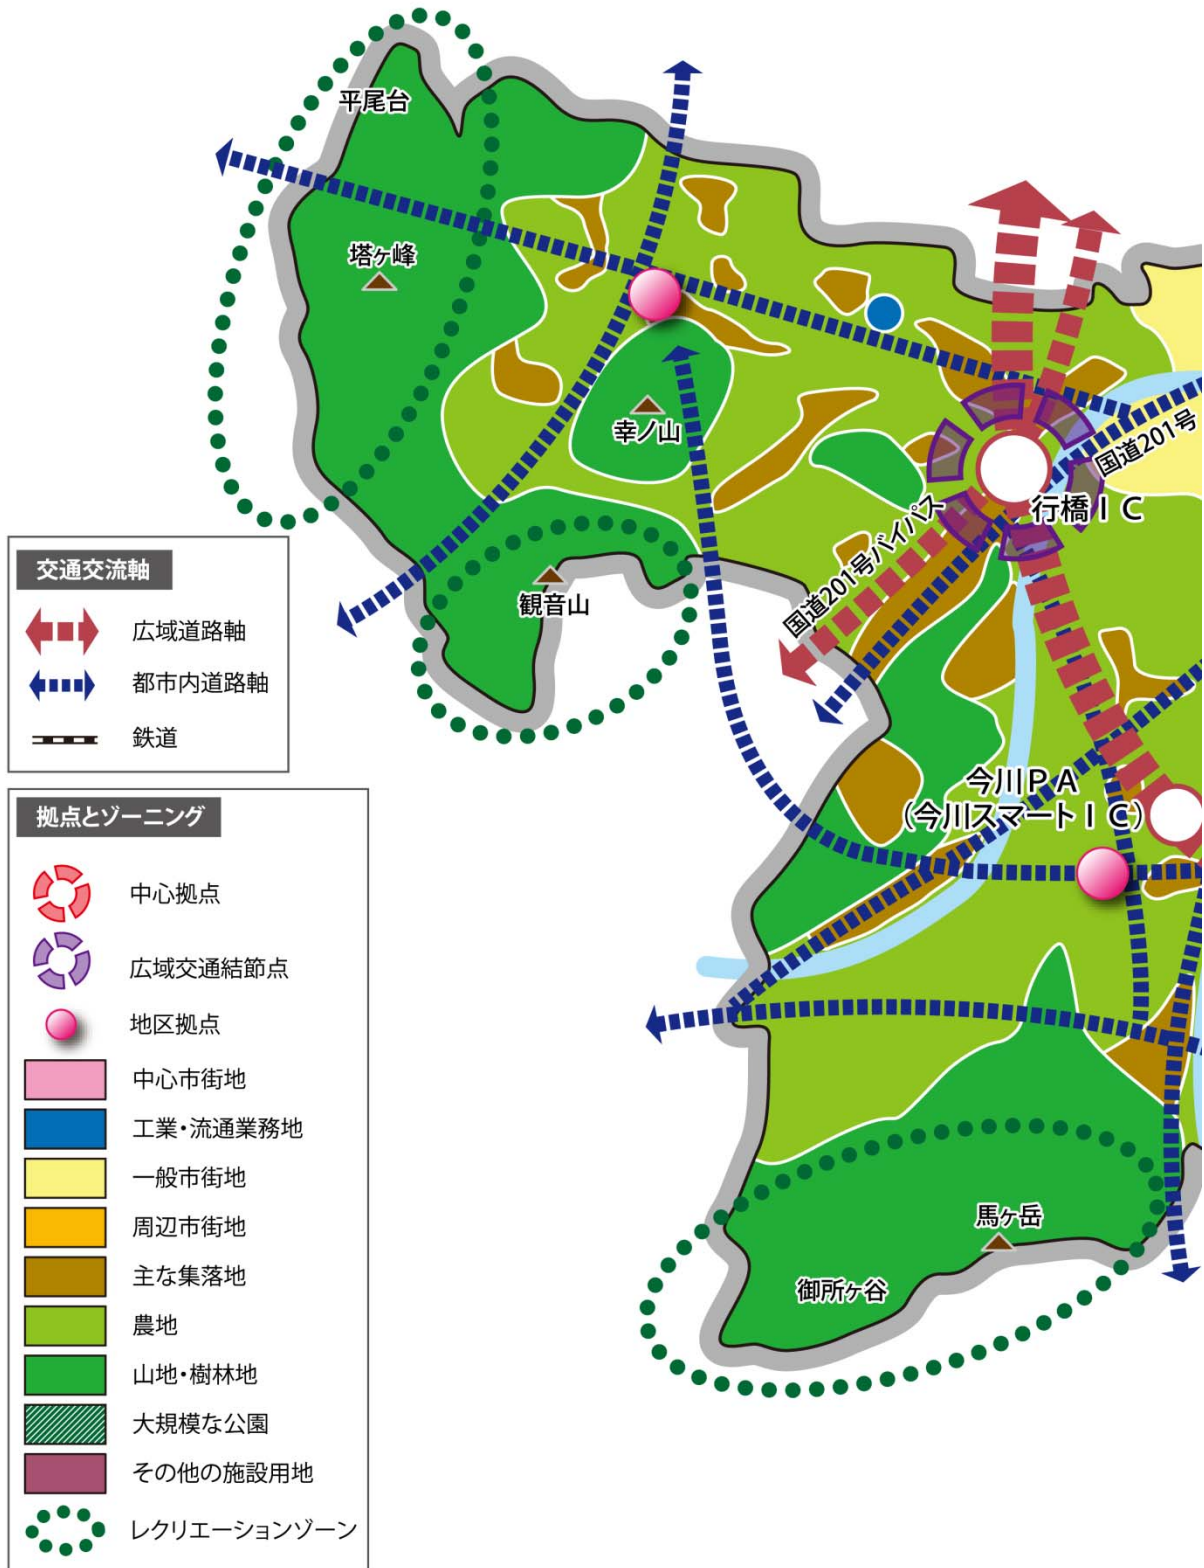 平尾台
塔ヶ峰
幸ノ山
国道201号
行橋IC
国道201号バイパス
観音山
今川PA
(今川スマートIC)
馬ヶ岳
御所ヶ谷
交通交流軸
広域道路軸
都市内道路軸
鉄道
拠点とゾーニング
中心拠点
広域交通結節点
地区拠点
中心市街地
工業・流通業務地
一般市街地
周辺市街地
主な集落地
農地
山地・樹林地
大規模な公園
その他の施設用地
レクリエーションゾーン